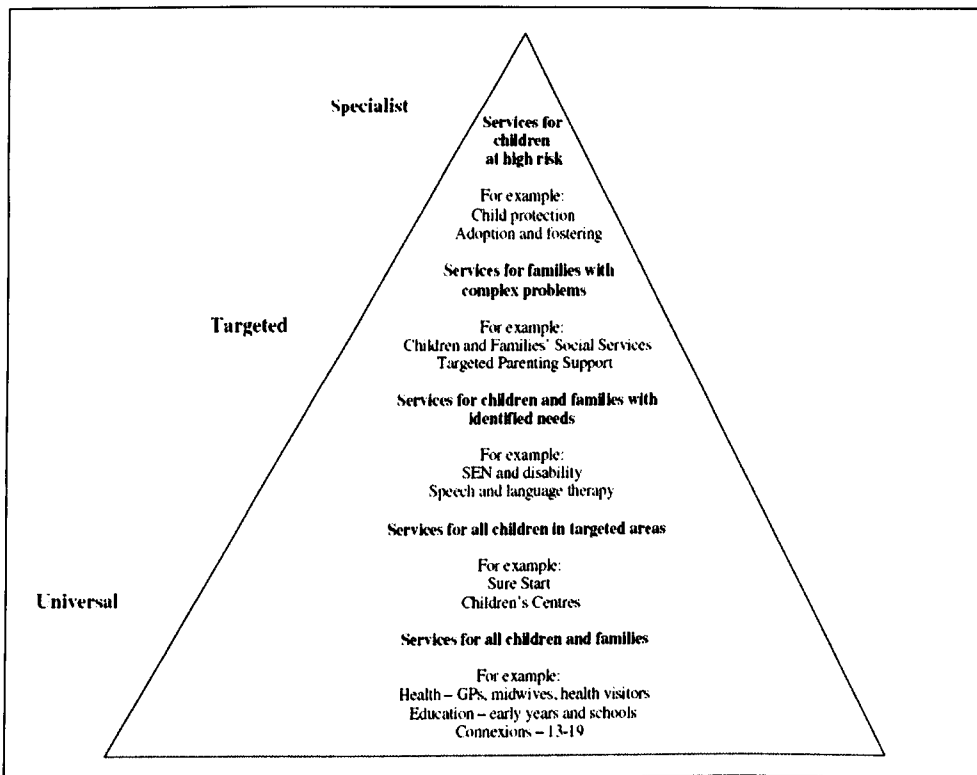 Specialist
Services for
children
at high risk
For example:
Child protection
Adoption and fostering
Services for families with
complex problems
Targeted
For example:
Children and Families' Social Services
Targeted Parenting Support
Services for children and families with
identified needs
For example:
SEN and disability
Speech and language therapy
Services for all children in targeted areas
For example:
Sure Start
Children's Centres
Universal
Services for all children and families
For example:
Health – GPs, midwives, health visitors
Education – early years and schools
Connexions – 13-19